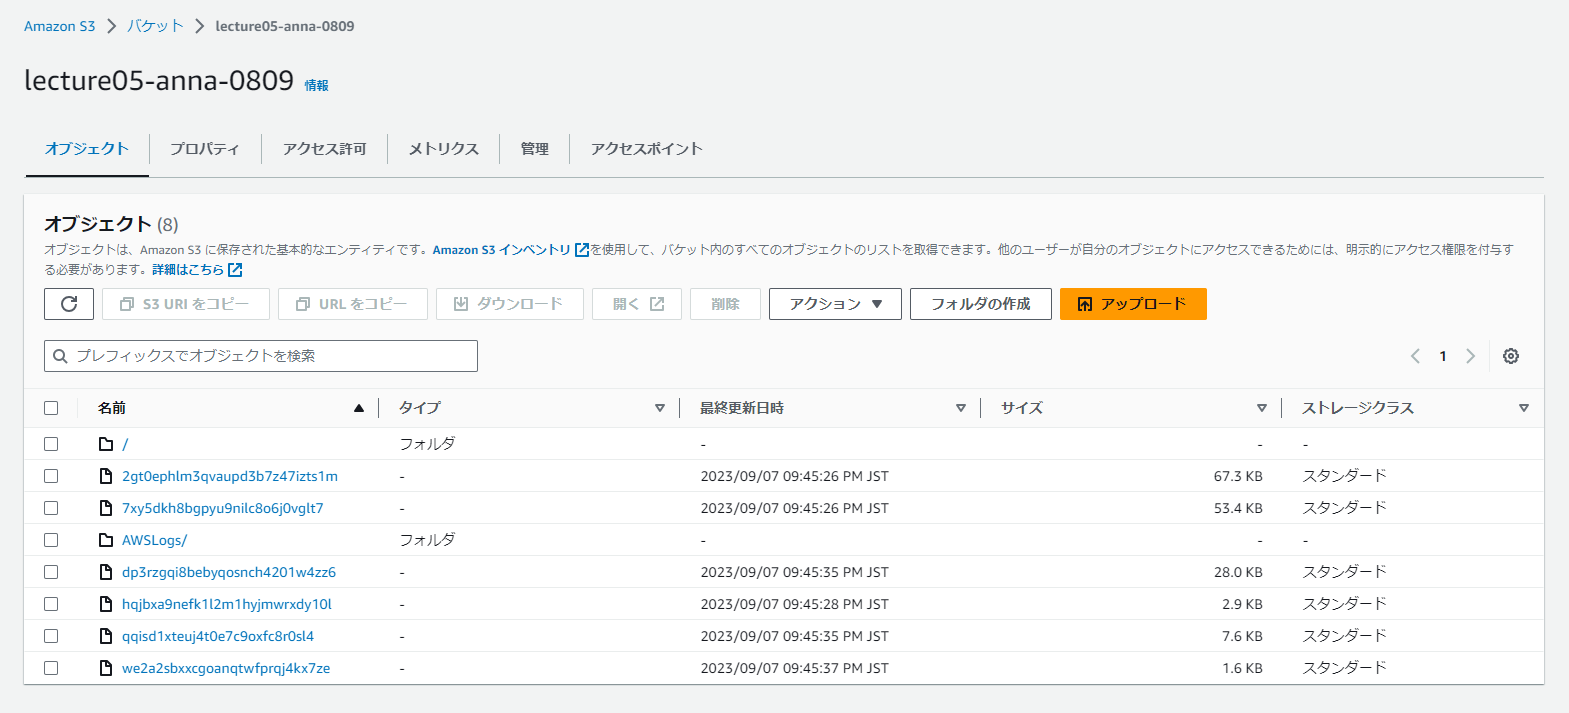 Amazon S3 > バケット > lecture05-anna-0809
lecture05-anna-0809 情報
オブジェクト プロパティ アクセス許可 メトリクス 管理 アクセスポイント
オブジェクト (8)
オブジェクトは、Amazon S3 に保存された基本的なエンティティです。Amazon S3 インベントリ を使用して、バケット内のすべてのオブジェクトのリストを取得できます。他のユーザーが自分のオブジェクトにアクセスできるためには、明示的にアクセス権限を付与す
る必要があります。詳細はこちら
S3 URI をコピー URL をコピー ダウンロード 開く 削除 アクション フォルダの作成 アップロード
プレフィックスでオブジェクトを検索 1
名前 タイプ 最終更新日時 サイズ ストレージクラス
/ フォルダ - - -
2gt0ephlm3qvaupd3b7z47izts1m - 2023/09/07 09:45:26 PM JST 67.3 KB スタンダード
7xy5dkh8bgpyu9nilc8o6j0vglt7 - 2023/09/07 09:45:26 PM JST 53.4 KB スタンダード
AWSLogs/ フォルダ - - -
dp3rzgqi8bebyqosnch4201w4zz6 - 2023/09/07 09:45:35 PM JST 28.0 KB スタンダード
hqjbxa9nefk1l2m1hyjmwrxdy10l - 2023/09/07 09:45:28 PM JST 2.9 KB スタンダード
qqisd1xteuj4t0e7c9oxfc8r0sl4 - 2023/09/07 09:45:35 PM JST 7.6 KB スタンダード
we2a2sbxxcgoanqtwfprqj4kx7ze - 2023/09/07 09:45:37 PM JST 1.6 KB スタンダード